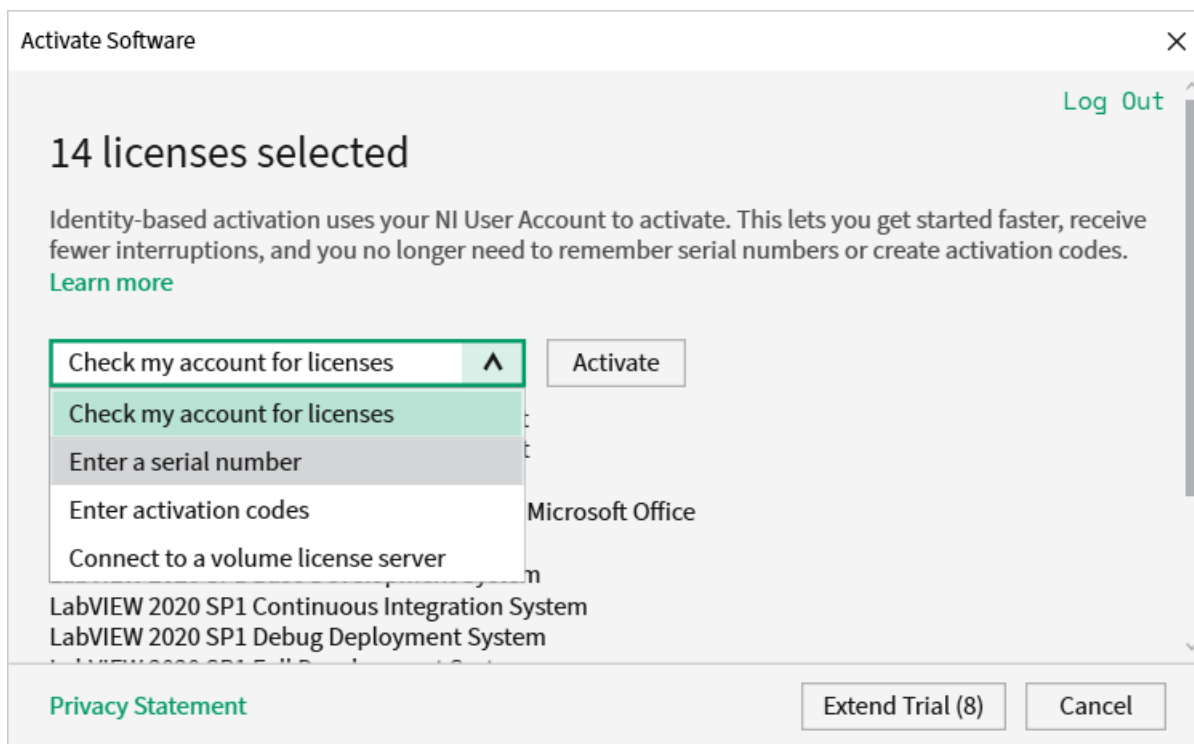 Activate Software
Log Out
14 licenses selected
Identity-based activation uses your NI User Account to activate. This lets you get started faster, receive
fewer interruptions, and you no longer need to remember serial numbers or create activation codes.
Learn more
Check my account for licenses
Activate
Check my account for licenses
Enter a serial number
Enter activation codes
Microsoft Office
Connect to a volume license server
LabVIEW 2020 SP1 Continuous Integration System
LabVIEW 2020 SP1 Debug Deployment System
Privacy Statement
Extend Trial (8)
Cancel